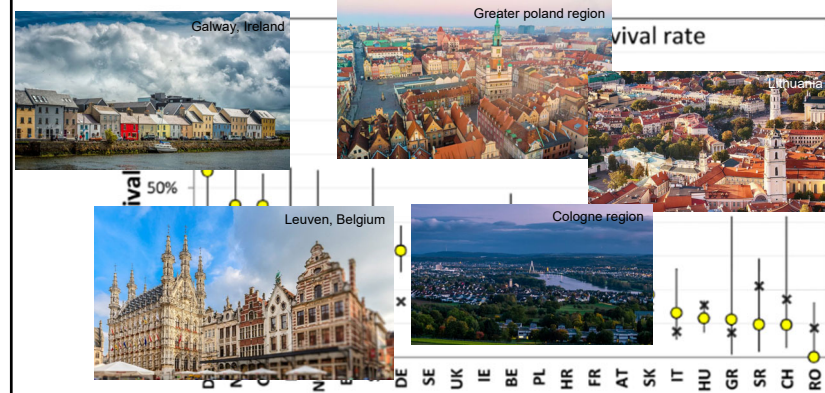 Galway, Ireland
Greater poland region
vival rate
Lithuania
ival
50%
Leuven, Belgium
Cologne region
DE
SE
UK
IE
BE
PL
HR
FR
AT
SK
IT
HU
GR
SR
CH
RO